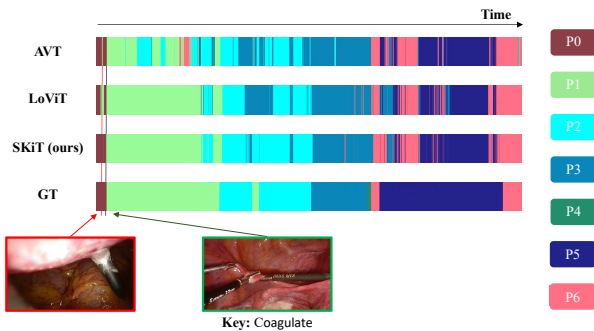 Time
AVT
P0
P1
LoViT
P2
SKiT (ours)
P3
GT
P4
P5
P6
Key: Coagulate